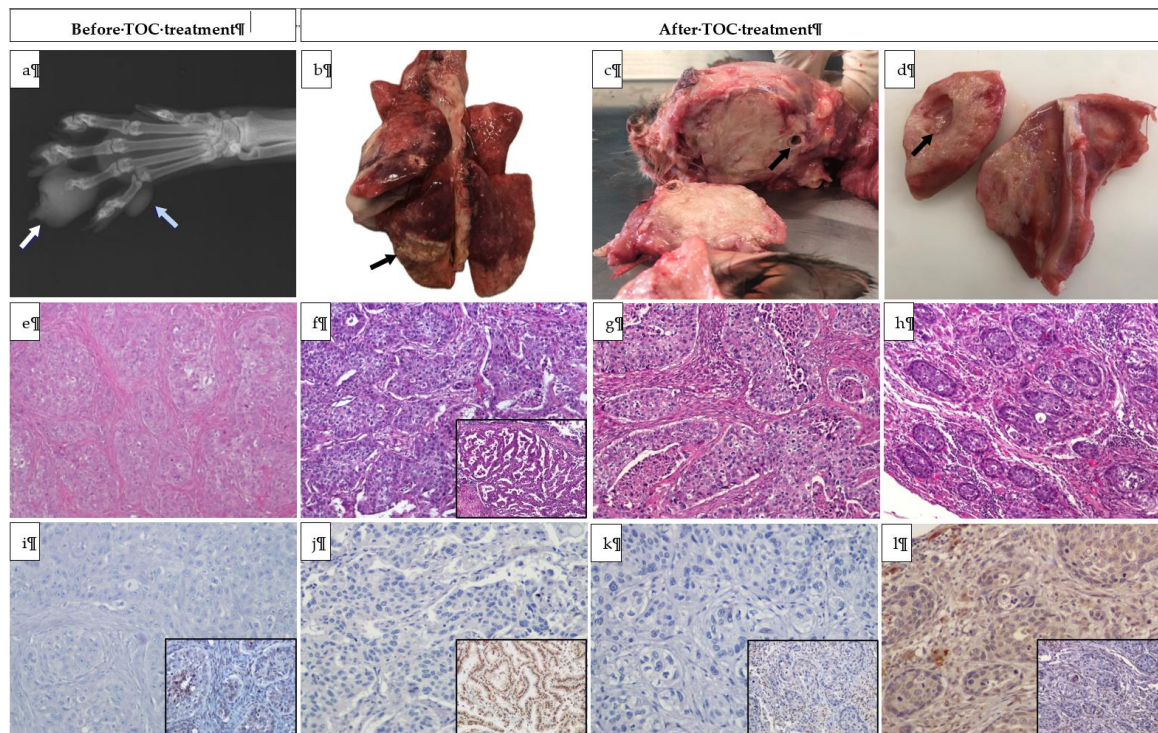 Before·TOC·treatment¶
After·TOC·treatment¶
a¶
b¶
c¶
d¶
e¶
f¶
g¶
h¶
i¶
j¶
k¶
l¶